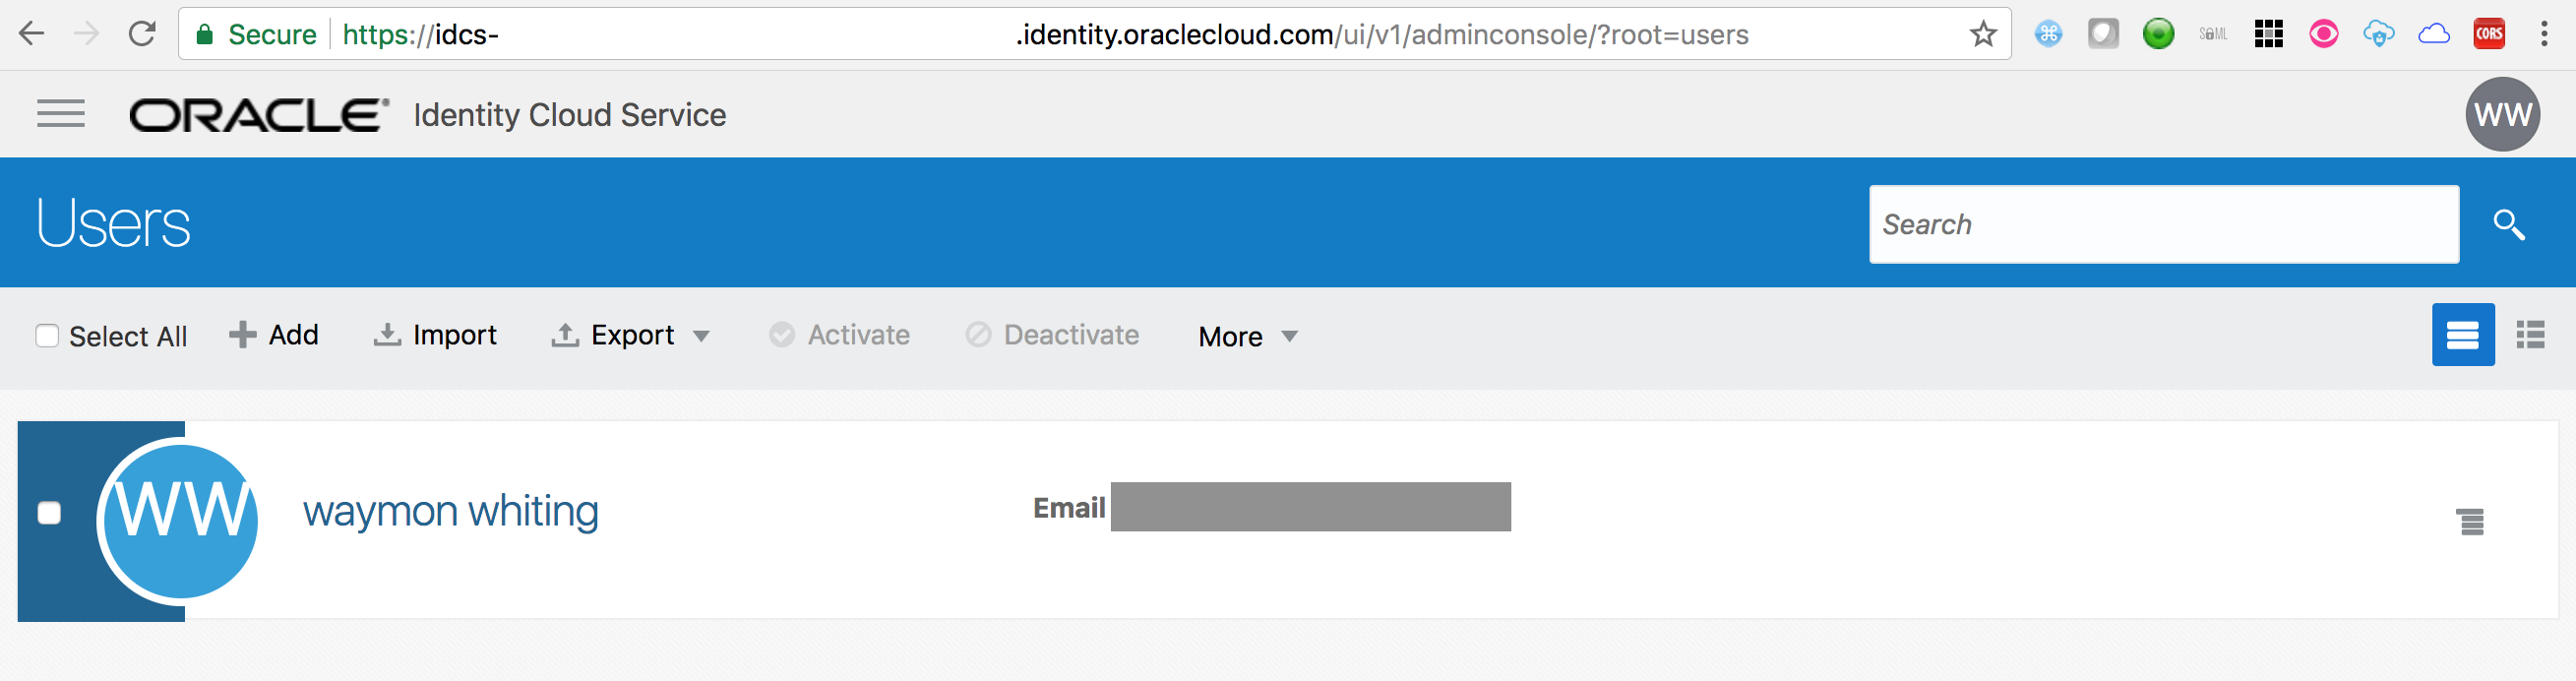 Secure https://idcs- .identity.oraclecloud.com/ui/v1/adminconsole/?root=users SAML CORS
ORACLE Identity Cloud Service WW
Users Search
Select All Add Import Export Activate Deactivate More
WW waymon whiting Email